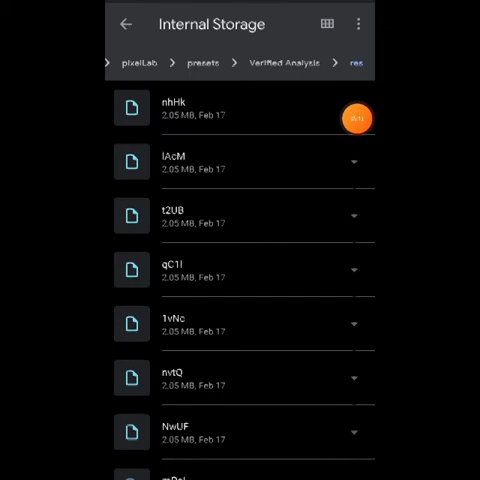 Internal Storage
pixelLab > presets > Verified Analysis > res
nhHk
2.05 MB, Feb 17
lAcM
2.05 MB, Feb 17
t2UB
2.05 MB, Feb 17
qC1I
2.05 MB, Feb 17
1vNc
2.05 MB, Feb 17
nvtQ
2.05 MB, Feb 17
NwUF
2.05 MB, Feb 17